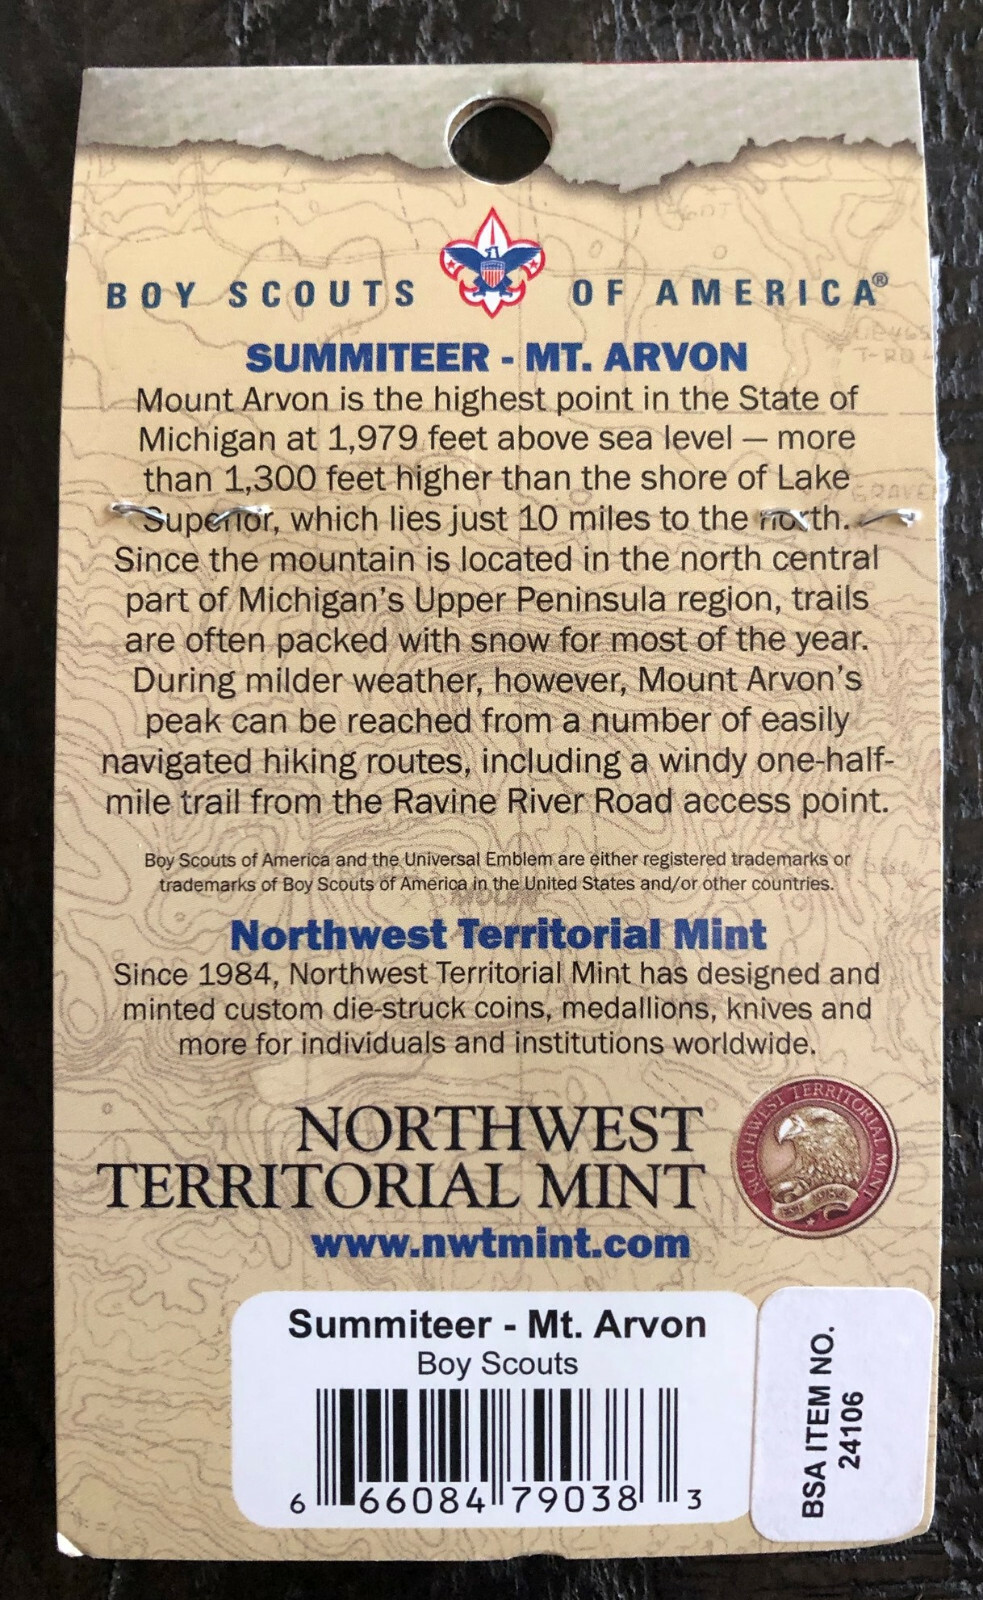 BOY SCOUTS OF AMERICA®
SUMMITEER - MT. ARVON
Mount Arvon is the highest point in the State of
Michigan at 1,979 feet above sea level — more
than 1,300 feet higher than the shore of Lake
Superior, which lies just 10 miles to the north.
Since the mountain is located in the north central
part of Michigan's Upper Peninsula region, trails
are often packed with snow for most of the year.
During milder weather, however, Mount Arvon's
peak can be reached from a number of easily
navigated hiking routes, including a windy one-half-
mile trail from the Ravine River Road access point.
Boy Scouts of America and the Universal Emblem are either registered trademarks or
trademarks of Boy Scouts of America in the United States and/or other countries.
Northwest Territorial Mint
Since 1984, Northwest Territorial Mint has designed and
minted custom die-struck coins, medallions, knives and
more for individuals and institutions worldwide.
NORTHWEST
TERRITORIAL MINT
www.nwtmint.com
NORTHWEST TERRITORIAL MINT
EST 1984
Summiteer - Mt. Arvon
Boy Scouts
6 66084 79038 3
BSA ITEM NO.
24106